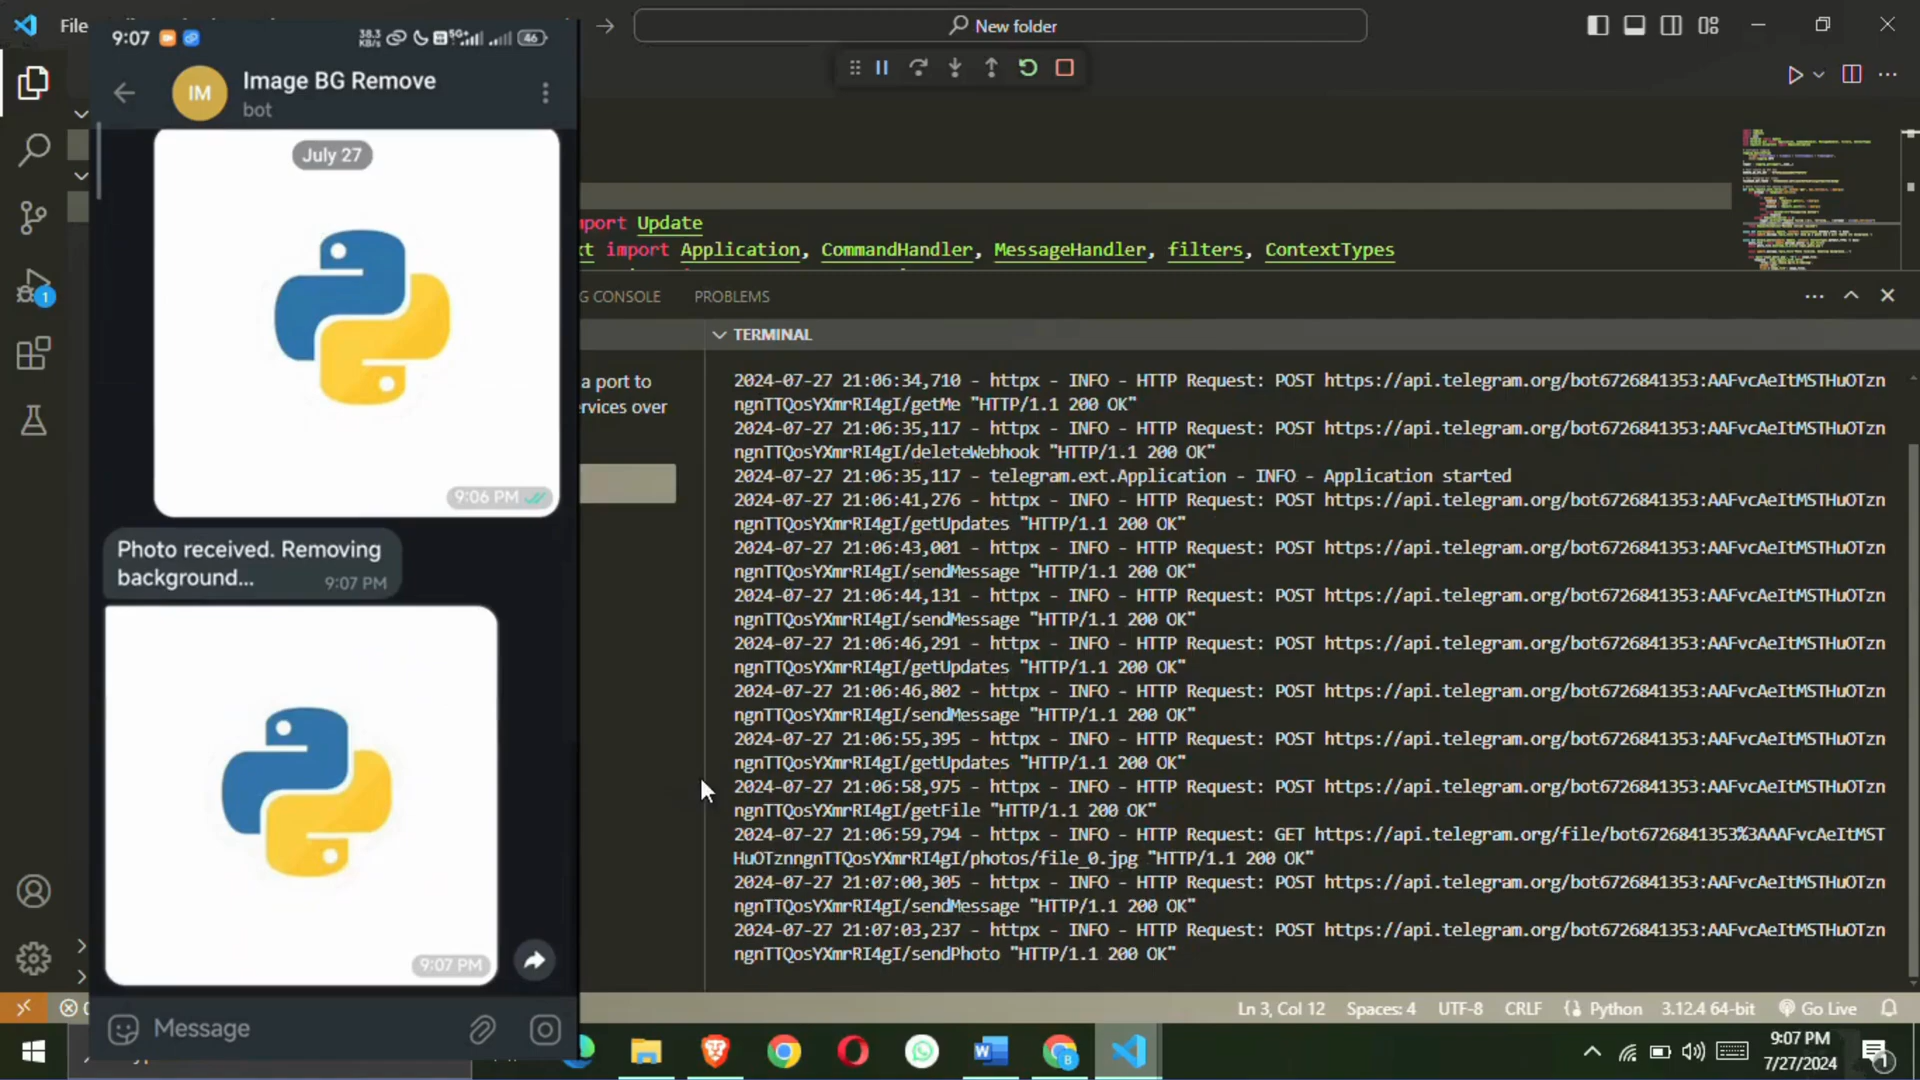 File
New folder
9:07
38.3
KB/s
5G
46
IM
Image BG Remove
bot
July 27
9:06 PM
Photo received. Removing
background...
9:07 PM
9:07 PM
Message
import Update
import Application, CommandHandler, MessageHandler, filters, ContextTypes
G CONSOLE
PROBLEMS
TERMINAL
a port to
rvices over
2024-07-27 21:06:34,710 - httpx - INFO - HTTP Request: POST https://api.telegram.org/bot6726841353:AAFvcAeItMSTHuOTzn
ngnTTQosYXmrRI4gI/getMe "HTTP/1.1 200 OK"
2024-07-27 21:06:35,117 - httpx - INFO - HTTP Request: POST https://api.telegram.org/bot6726841353:AAFvcAeItMSTHuOTzn
ngnTTQosYXmrRI4gI/deleteWebhook "HTTP/1.1 200 OK"
2024-07-27 21:06:35,117 - telegram.ext.Application - INFO - Application started
2024-07-27 21:06:41,276 - httpx - INFO - HTTP Request: POST https://api.telegram.org/bot6726841353:AAFvcAeItMSTHuOTzn
ngnTTQosYXmrRI4gI/getUpdates "HTTP/1.1 200 OK"
2024-07-27 21:06:43,001 - httpx - INFO - HTTP Request: POST https://api.telegram.org/bot6726841353:AAFvcAeItMSTHuOTzn
ngnTTQosYXmrRI4gI/sendMessage "HTTP/1.1 200 OK"
2024-07-27 21:06:44,131 - httpx - INFO - HTTP Request: POST https://api.telegram.org/bot6726841353:AAFvcAeItMSTHuOTzn
ngnTTQosYXmrRI4gI/sendMessage "HTTP/1.1 200 OK"
2024-07-27 21:06:46,291 - httpx - INFO - HTTP Request: POST https://api.telegram.org/bot6726841353:AAFvcAeItMSTHuOTzn
ngnTTQosYXmrRI4gI/getUpdates "HTTP/1.1 200 OK"
2024-07-27 21:06:46,802 - httpx - INFO - HTTP Request: POST https://api.telegram.org/bot6726841353:AAFvcAeItMSTHuOTzn
ngnTTQosYXmrRI4gI/sendMessage "HTTP/1.1 200 OK"
2024-07-27 21:06:55,395 - httpx - INFO - HTTP Request: POST https://api.telegram.org/bot6726841353:AAFvcAeItMSTHuOTzn
ngnTTQosYXmrRI4gI/getUpdates "HTTP/1.1 200 OK"
2024-07-27 21:06:58,975 - httpx - INFO - HTTP Request: POST https://api.telegram.org/bot6726841353:AAFvcAeItMSTHuOTzn
ngnTTQosYXmrRI4gI/getFile "HTTP/1.1 200 OK"
2024-07-27 21:06:59,794 - httpx - INFO - HTTP Request: GET https://api.telegram.org/file/bot6726841353%3AAAFvcAeItMST
HuOTznngnTTQosYXmrRI4gI/photos/file_0.jpg "HTTP/1.1 200 OK"
2024-07-27 21:07:00,305 - httpx - INFO - HTTP Request: POST https://api.telegram.org/bot6726841353:AAFvcAeItMSTHuOTzn
ngnTTQosYXmrRI4gI/sendMessage "HTTP/1.1 200 OK"
2024-07-27 21:07:03,237 - httpx - INFO - HTTP Request: POST https://api.telegram.org/bot6726841353:AAFvcAeItMSTHuOTzn
ngnTTQosYXmrRI4gI/sendPhoto "HTTP/1.1 200 OK"
Ln 3, Col 12 Spaces: 4 UTF-8 CRLF Python 3.12.4 64-bit Go Live
9:07 PM
7/27/2024